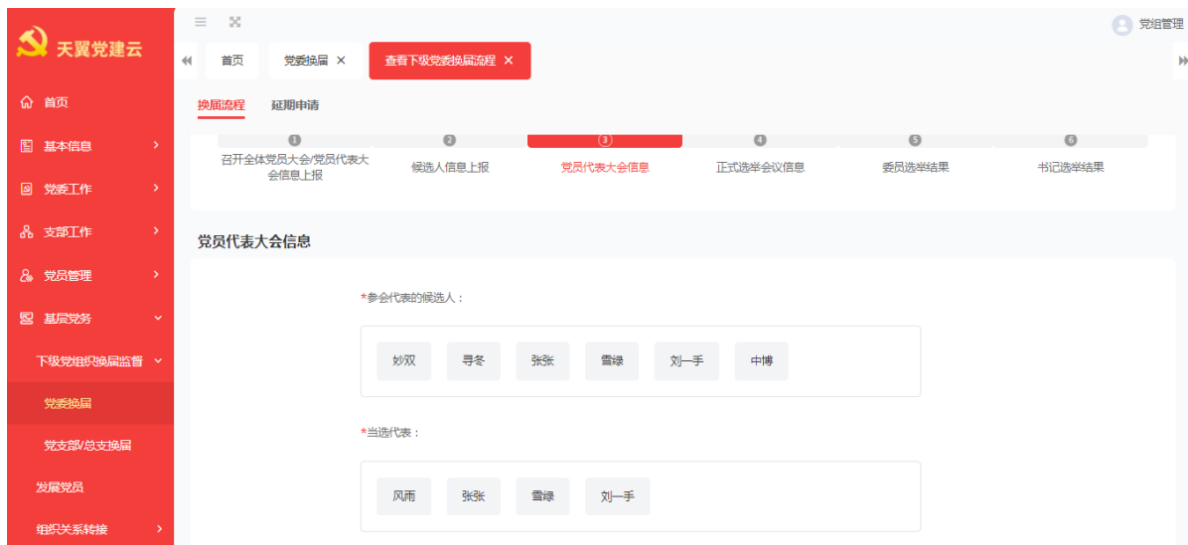 天翼党建云
党组管理
首页
党委换届 ×
查看下级党委换届流程 ×
首页
基本信息
党委工作
支部工作
党员管理
基层党务
下级党组织换届监督
党委换届
党支部/总支换届
发展党员
组织关系转接
换届流程
延期申请
1
召开全体党员大会/党员代表大
会信息上报
2
候选人信息上报
3
党员代表大会信息
4
正式选举会议信息
5
委员选举结果
6
书记选举结果
党员代表大会信息
*参会代表的候选人：
妙双 寻冬 张张 雪绿 刘一手 中博
*当选代表：
风雨 张张 雪绿 刘一手